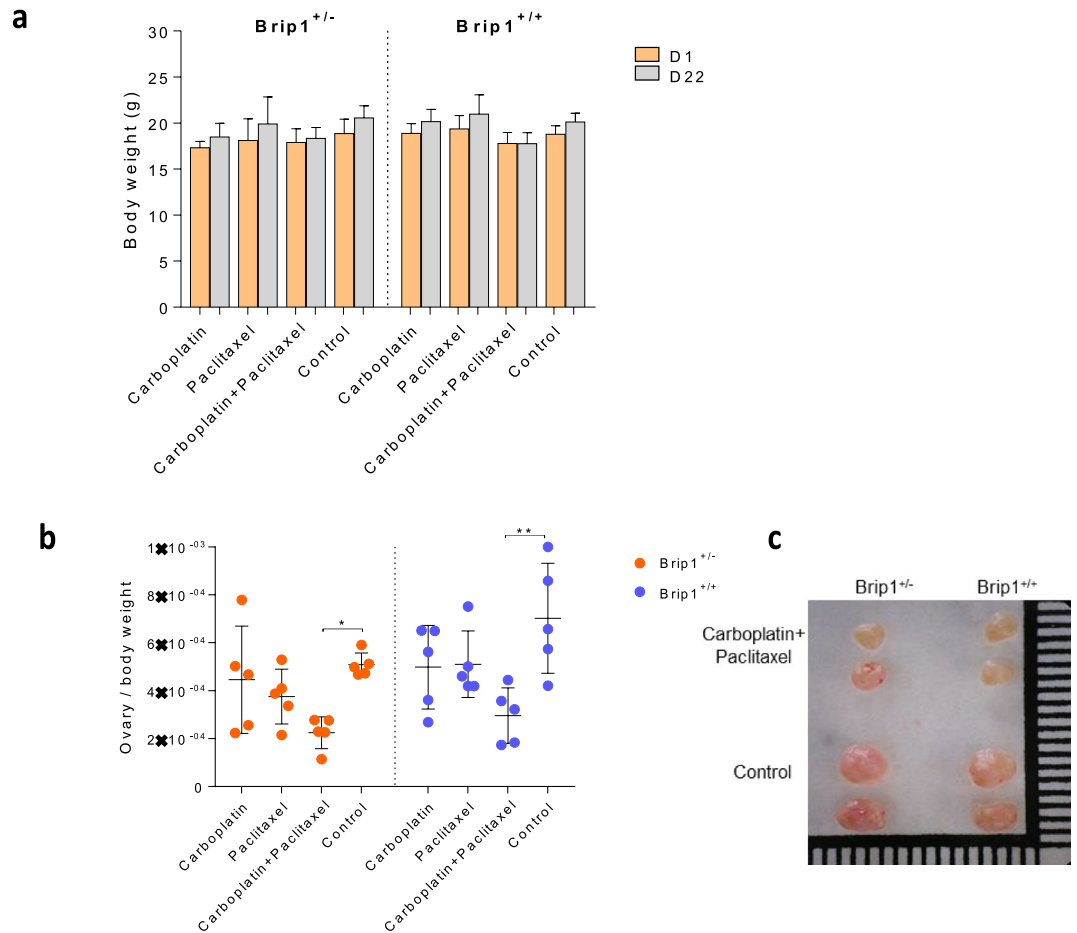 a
Brip1+/-
Brip1+/+
D1
D22
Body weight (g)
30
25
20
15
10
5
0
Carboplatin
Paclitaxel
Carboplatin+Paclitaxel
Control
Carboplatin
Paclitaxel
Carboplatin+Paclitaxel
Control
b
Ovary / body weight
1✖10 -03
8✖10 -04
6✖10 -04
4✖10 -04
2✖10 -04
0
*
**
Brip1+/-
Brip1+/+
Carboplatin
Paclitaxel
Carboplatin+Paclitaxel
Control
Carboplatin
Paclitaxel
Carboplatin+Paclitaxel
Control
c
Brip1+/-
Brip1+/+
Carboplatin+
Paclitaxel
Control